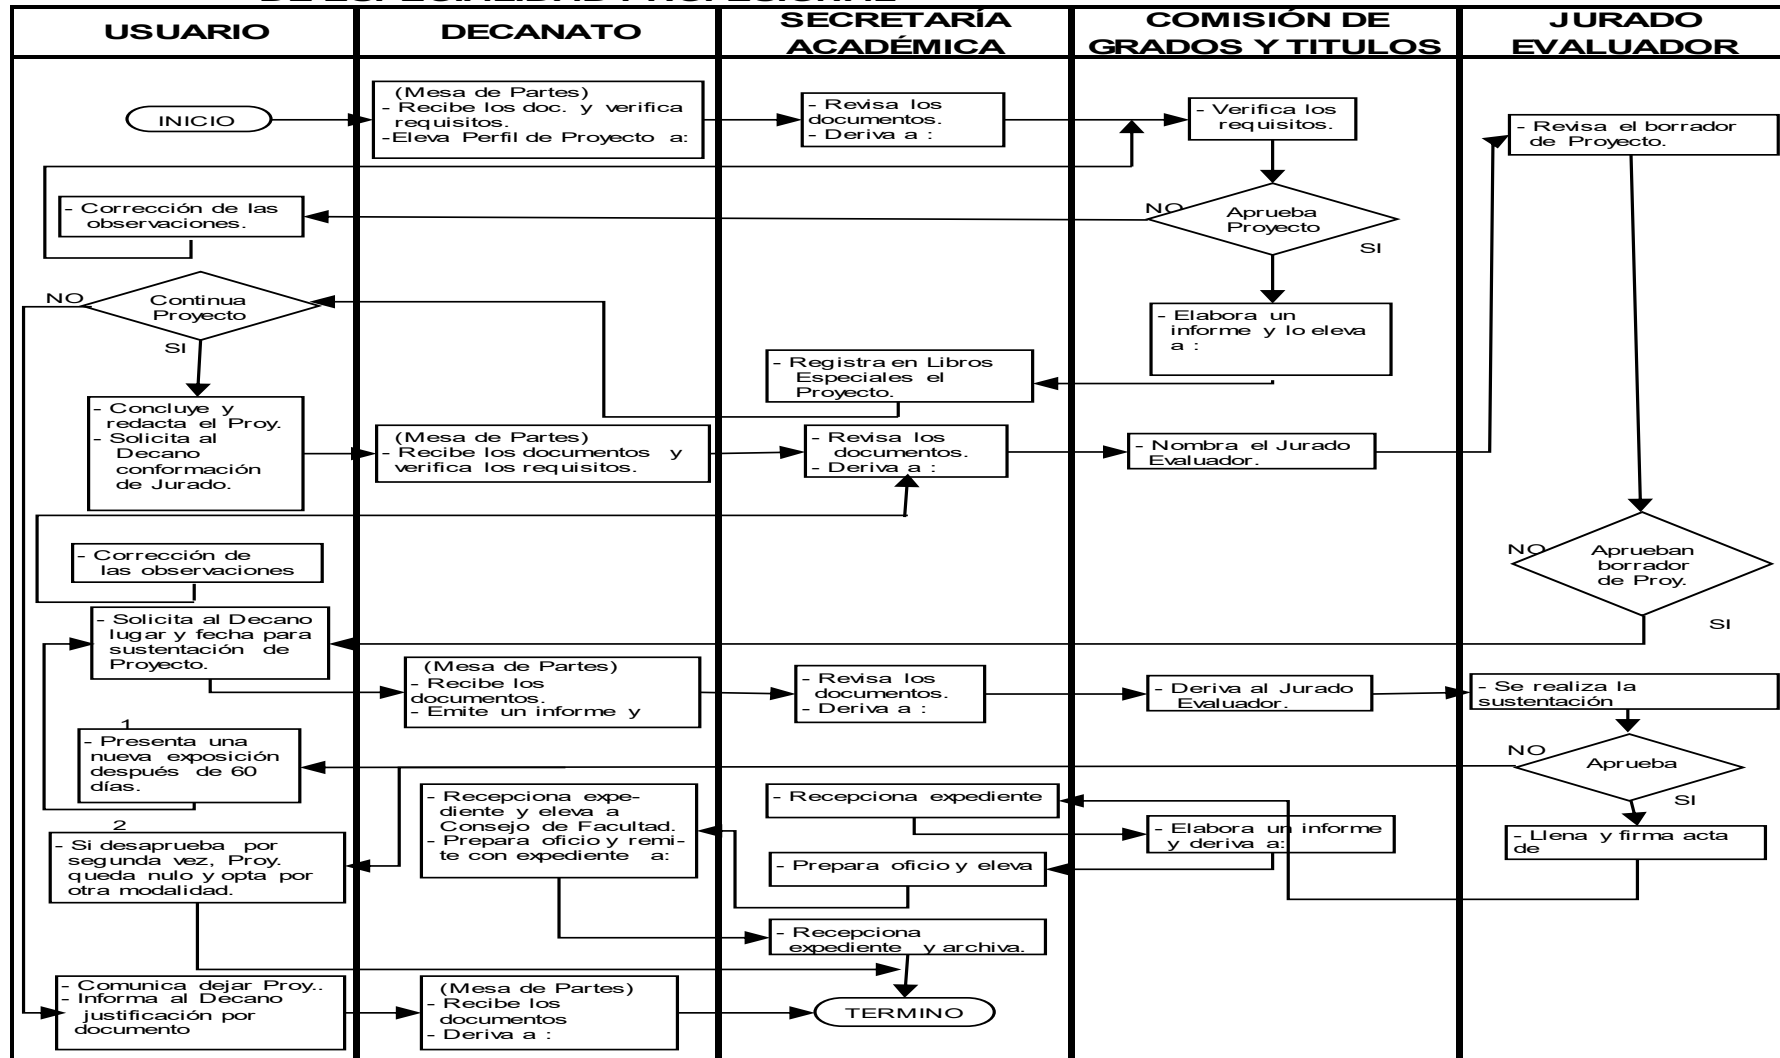 DE ESPECIALIDAD PROFESIONAL
USUARIO
DECANATO
SECRETARÍA
ACADÉMICA
COMISIÓN DE
GRADOS Y TITULOS
JURADO
EVALUADOR
INICIO
(Mesa de Partes)
- Recibe los doc. y verifica
requisitos.
-Eleva Perfil de Proyecto a:
- Revisa los
documentos.
- Deriva a :
- Verifica los
requisitos.
- Revisa el borrador
de Proyecto.
- Corrección de las
observaciones.
NO
Aprueba
Proyecto
SI
NO
Continua
Proyecto
SI
- Elabora un
informe y lo eleva
a :
- Registra en Libros
Especiales el
Proyecto.
- Concluye y
redacta el Proy.
- Solicita al
Decano
conformación
de Jurado.
(Mesa de Partes)
- Recibe los documentos y
verifica los requisitos.
- Revisa los
documentos.
- Deriva a :
- Nombra el Jurado
Evaluador.
- Corrección de
las observaciones
NO
Aprueban
borrador
de Proy.
SI
- Solicita al Decano
lugar y fecha para
sustentación de
Proyecto.
(Mesa de Partes)
- Recibe los
documentos.
- Emite un informe y
- Revisa los
documentos.
- Deriva a :
- Deriva al Jurado
Evaluador.
- Se realiza la
sustentación
1
- Presenta una
nueva exposición
después de 60
días.
NO
Aprueba
SI
- Recepciona expe-
diente y eleva a
Consejo de Facultad.
- Prepara oficio y remi-
te con expediente a:
- Recepciona expediente
- Elabora un informe
y deriva a:
- Llena y firma acta
de
2
- Si desaprueba por
segunda vez, Proy.
queda nulo y opta por
otra modalidad.
- Prepara oficio y eleva
- Recepciona
expediente y archiva.
- Comunica dejar Proy..
- Informa al Decano
justificación por
documento
(Mesa de Partes)
- Recibe los
documentos
- Deriva a :
TERMINO